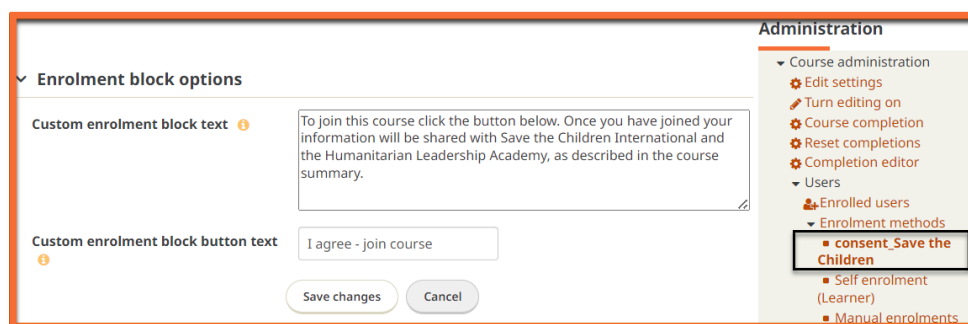 Enrolment block options
Custom enrolment block text
To join this course click the button below. Once you have joined your
information will be shared with Save the Children International and
the Humanitarian Leadership Academy, as described in the course
summary.
Custom enrolment block button text
I agree - join course
Save changes
Cancel
Administration
Course administration
Edit settings
Turn editing on
Course completion
Reset completions
Completion editor
Users
Enrolled users
Enrolment methods
consent_Save the
Children
Self enrolment
(Learner)
Manual enrolments